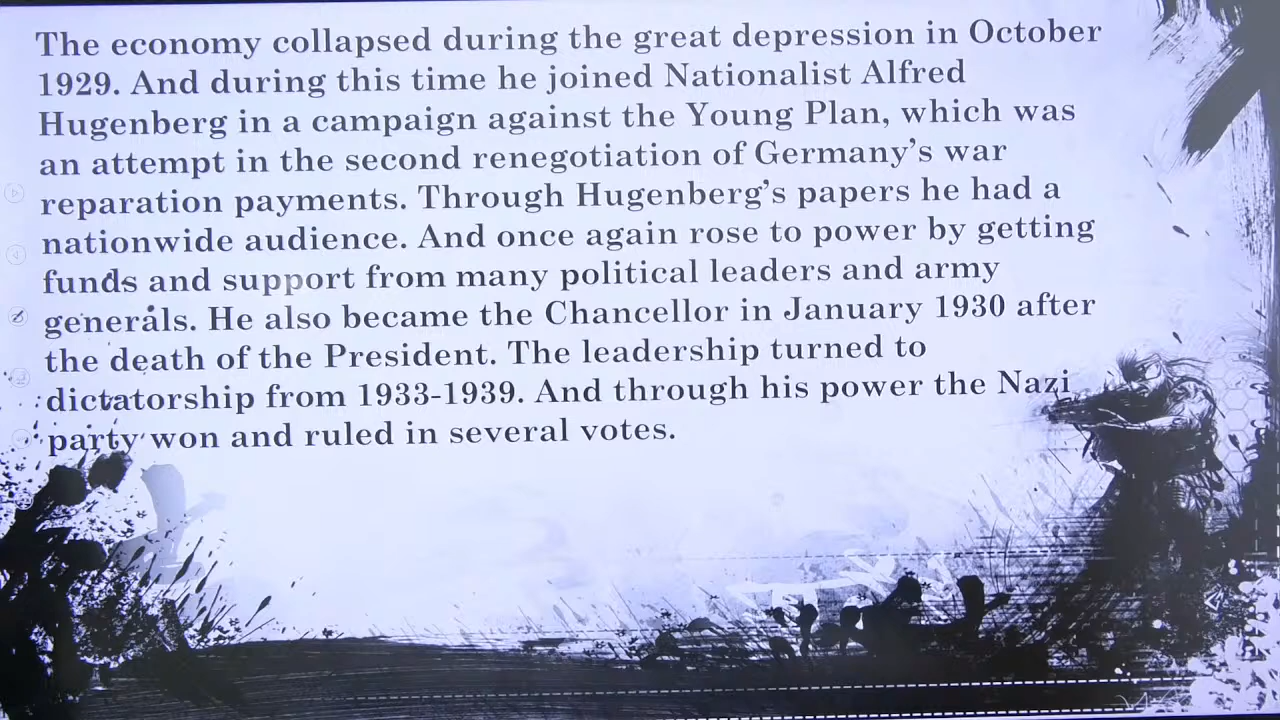 The economy collapsed during the great depression in October
1929. And during this time he joined Nationalist Alfred
Hugenberg in a campaign against the Young Plan, which was
an attempt in the second renegotiation of Germany's war
reparation payments. Through Hugenberg's papers he had a
nationwide audience. And once again rose to power by getting
funds and support from many political leaders and army
generals. He also became the Chancellor in January 1930 after
the death of the President. The leadership turned to
dictatorship from 1933-1939. And through his power the Nazi
party won and ruled in several votes.